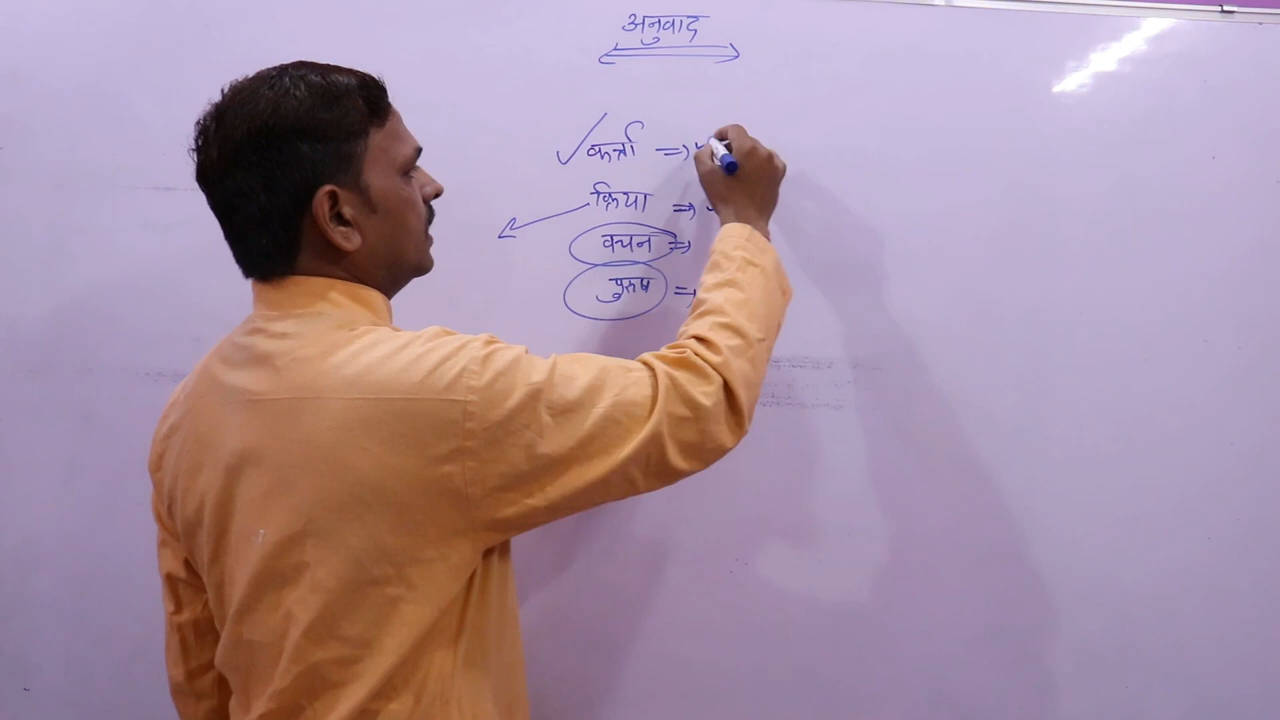 अनुवाद
कर्त्ता =>
क्रिया =>
वचन =>
पुरुष =>